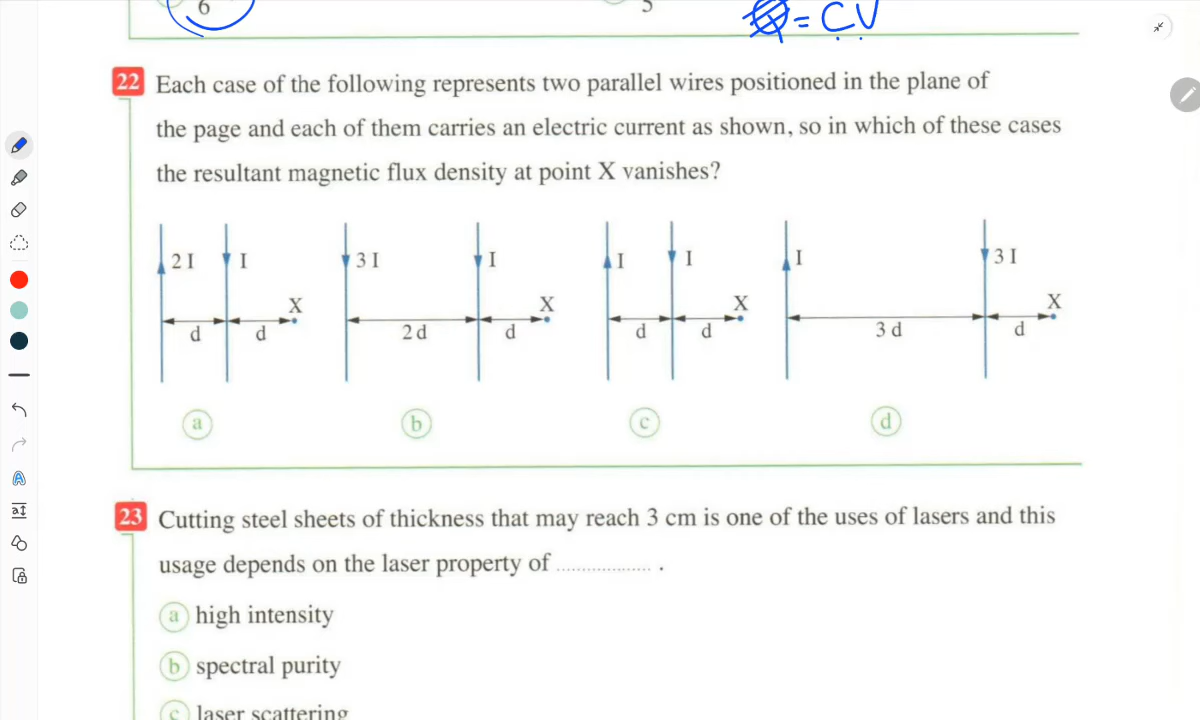 6
5
Φ = CV
22 Each case of the following represents two parallel wires positioned in the plane of
the page and each of them carries an electric current as shown, so in which of these cases
the resultant magnetic flux density at point X vanishes?
2 I I X d d
3 I I X 2 d d
I I X d d
I 3 I X 3 d d
a b c d
23 Cutting steel sheets of thickness that may reach 3 cm is one of the uses of lasers and this
usage depends on the laser property of .................. .
a high intensity
b spectral purity
c laser scattering